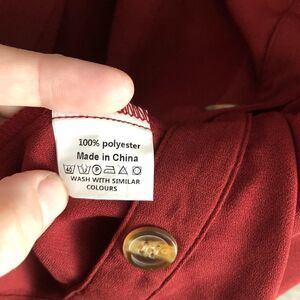 100% polyester
Made in China
WASH WITH SIMILAR
COLOURS